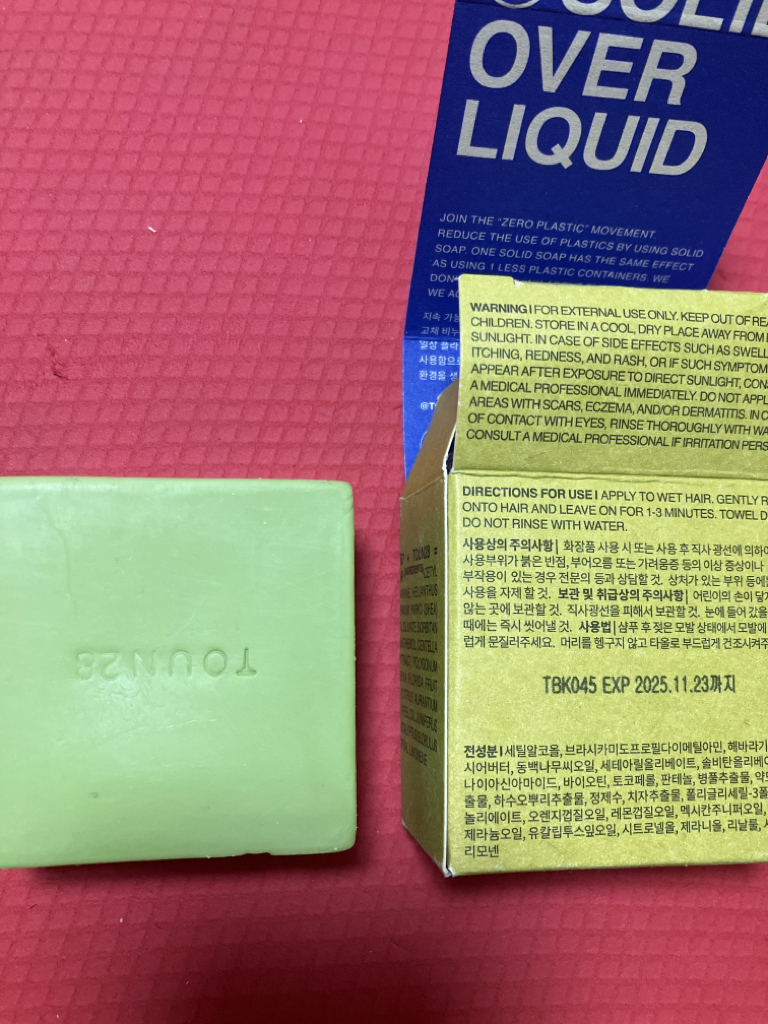 OVER
LIQUID
JOIN THE "ZERO PLASTIC" MOVEMENT.
REDUCE THE USE OF PLASTICS BY USING SOLID
SOAP. ONE SOLID SOAP HAS THE SAME EFFECT
AS USING 1 LESS PLASTIC CONTAINERS. WE
WE
지속 가능
고체 비누
일상 플라
사용함으
환경을 생
WARNING | FOR EXTERNAL USE ONLY. KEEP OUT OF
CHILDREN. STORE IN A COOL, DRY PLACE AWAY FROM
SUNLIGHT. IN CASE OF SIDE EFFECTS SUCH AS
ITCHING, REDNESS, AND RASH, OR IF SUCH SYMPTOM
APPEAR AFTER EXPOSURE TO DIRECT SUNLIGHT,
A MEDICAL PROFESSIONAL IMMEDIATELY. DO NOT
AREAS WITH SCARS, ECZEMA, AND/OR DERMATITIS. IN
OF CONTACT WITH EYES, RINSE THOROUGHLY WITH
CONSULT A MEDICAL PROFESSIONAL IF IRRITATION
DIRECTIONS FOR USE | APPLY TO WET HAIR. GENTLY
ONTO HAIR AND LEAVE ON FOR 1-3 MINUTES. TOWEL
DO NOT RINSE WITH WATER.
사용상의 주의사항 | 화장품 사용 시 또는 사용 후 직사 광선에 의하여
사용부위가 붉은 반점, 부어오름 또는 가려움증 등의 이상 증상이나
부작용이 있는 경우 전문의 등과 상담할 것. 상처가 있는 부위 등에는
사용을 자제 할 것. 보관 및 취급상의 주의사항 | 어린이의 손이 닿지
않는 곳에 보관할 것. 직사광선을 피해서 보관할 것. 눈에 들어 갔을
때에는 즉시 씻어낼 것. 사용법 | 샴푸 후 젖은 모발 상태에서 모발에
럽게 문질러주세요. 머리를 헹구지 않고 타올로 부드럽게 건조시켜주
TBK045 EXP 2025.11.23까지
전성분 | 세틸알코올, 브라시카미도프로필다이메틸아민, 해바라기
시어버터, 동백나무씨오일, 세테아릴올리베이트, 솔비탄올리베이
나이아신아마이드, 바이오틴, 토코페롤, 판테놀, 병풀추출물,
출물, 하수오뿌리추출물, 정제수, 치자추출물, 폴리글리세릴-3폴
놀리에이트, 오렌지껍질오일, 레몬껍질오일, 멕시칸주니퍼오일,
제라늄오일, 유칼립투스잎오일, 시트로넬올, 제라니올, 리날룰,
리모넨
TOUN28